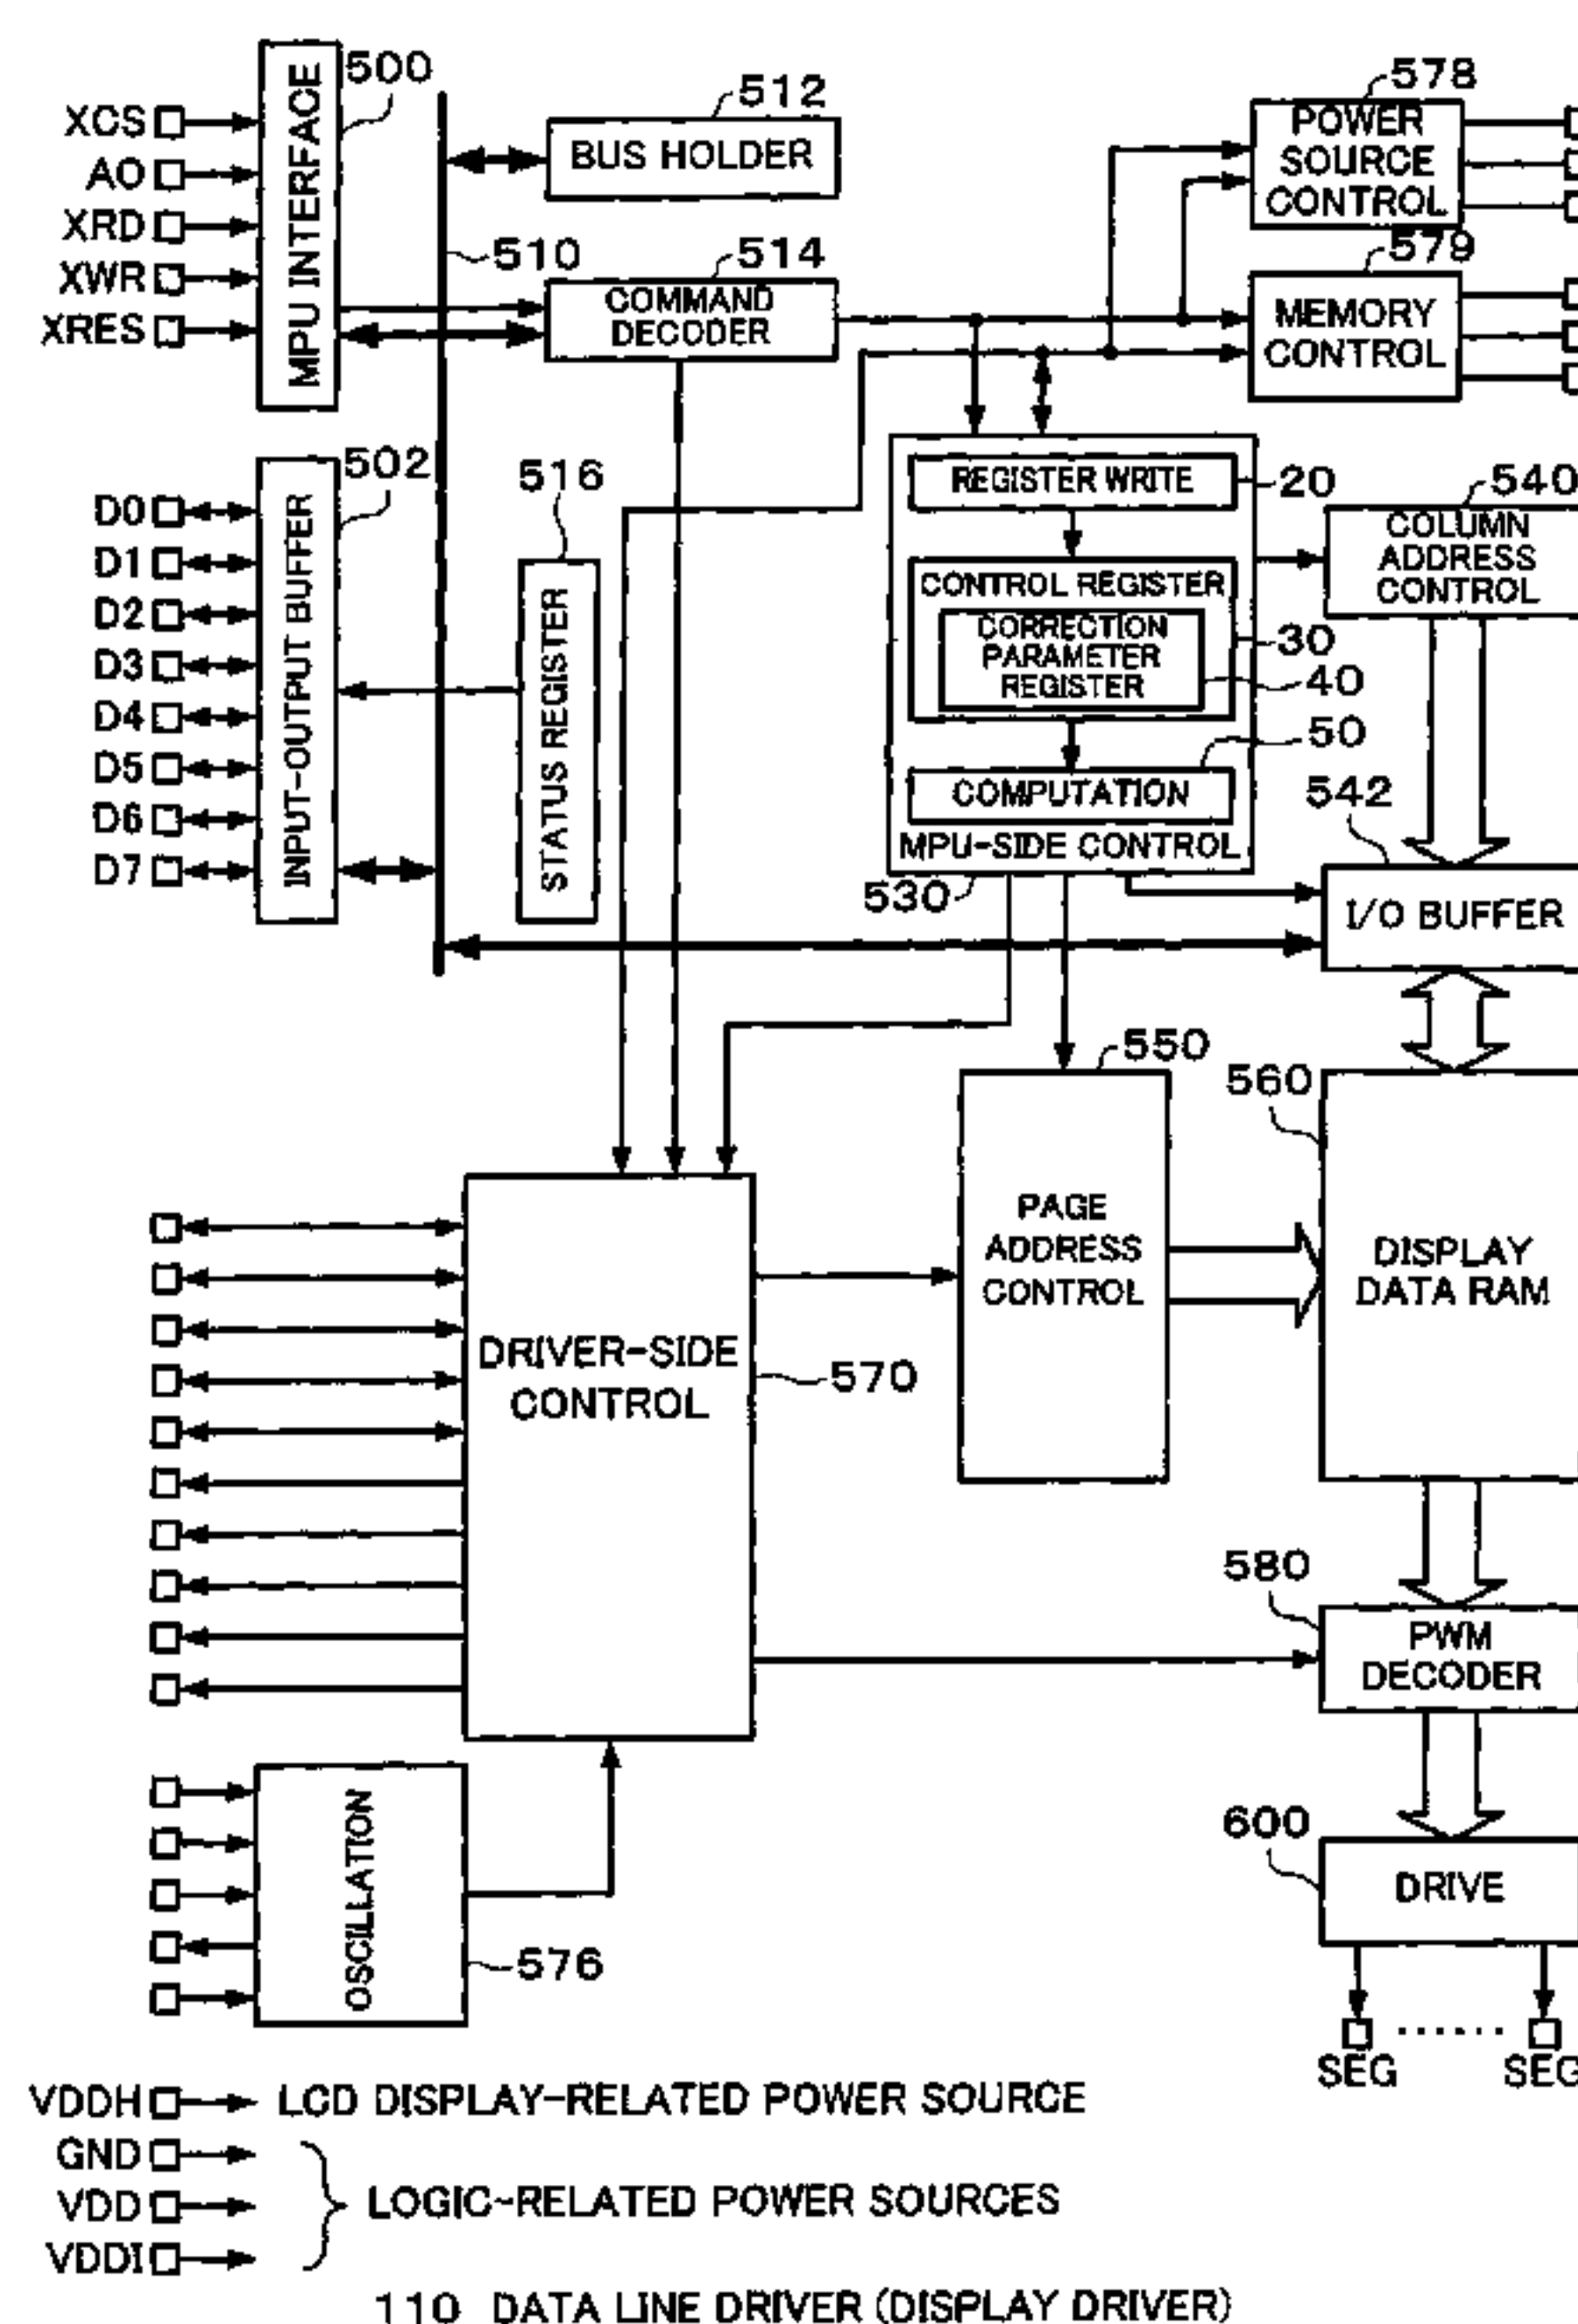 500
XCS
A0
XRD
XWR
XRES
MPU INTERFACE
512
BUS HOLDER
510
514
COMMAND
DECODER
578
POWER
SOURCE
CONTROL
579
MEMORY
CONTROL
502
D0
D1
D2
D3
D4
D5
D6
D7
INPUT-OUTPUT BUFFER
516
STATUS REGISTER
REGISTER WRITE
20
CONTROL REGISTER
30
CORRECTION
PARAMETER
REGISTER
40
50
COMPUTATION
MPU-SIDE CONTROL
530
540
COLUMN
ADDRESS
CONTROL
542
I/O BUFFER
550
PAGE
ADDRESS
CONTROL
560
DISPLAY
DATA RAM
DRIVER-SIDE
CONTROL
570
580
PWM
DECODER
OSCILLATION
576
600
DRIVE
SEG ...... SEG
VDDH LCD DISPLAY-RELATED POWER SOURCE
GND
VDD LOGIC-RELATED POWER SOURCES
VDDI
110 DATA LINE DRIVER (DISPLAY DRIVER)